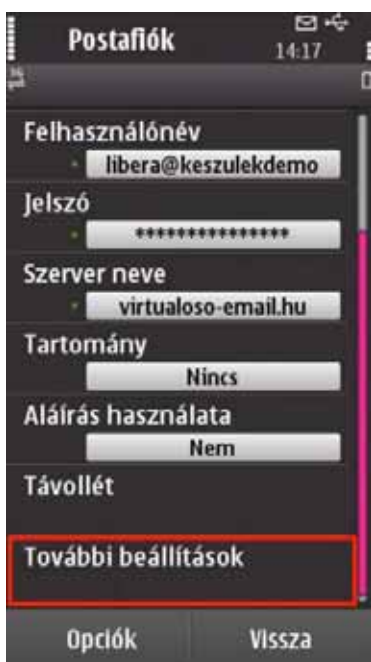 Postafiók
14:17
Felhasználónév
libera@keszulekdemo
Jelszó
***************
Szerver neve
virtualoso-email.hu
Tartomány
Nincs
Aláírás használata
Nem
Távollét
További beállítások
Opciók
Vissza